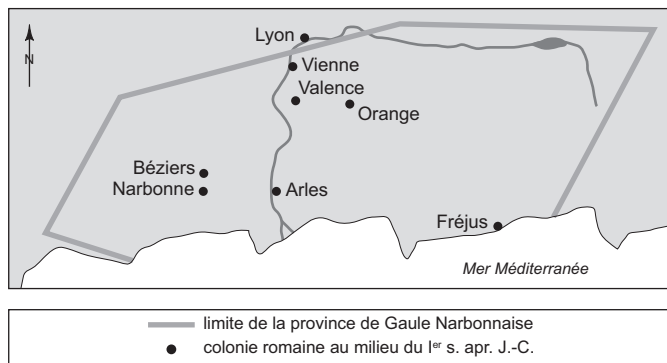 Lyon
N
Vienne
Valence
Orange
Béziers
Narbonne
Arles
Fréjus
Mer Méditerranée
limite de la province de Gaule Narbonnaise
colonie romaine au milieu du Ier s. apr. J.-C.